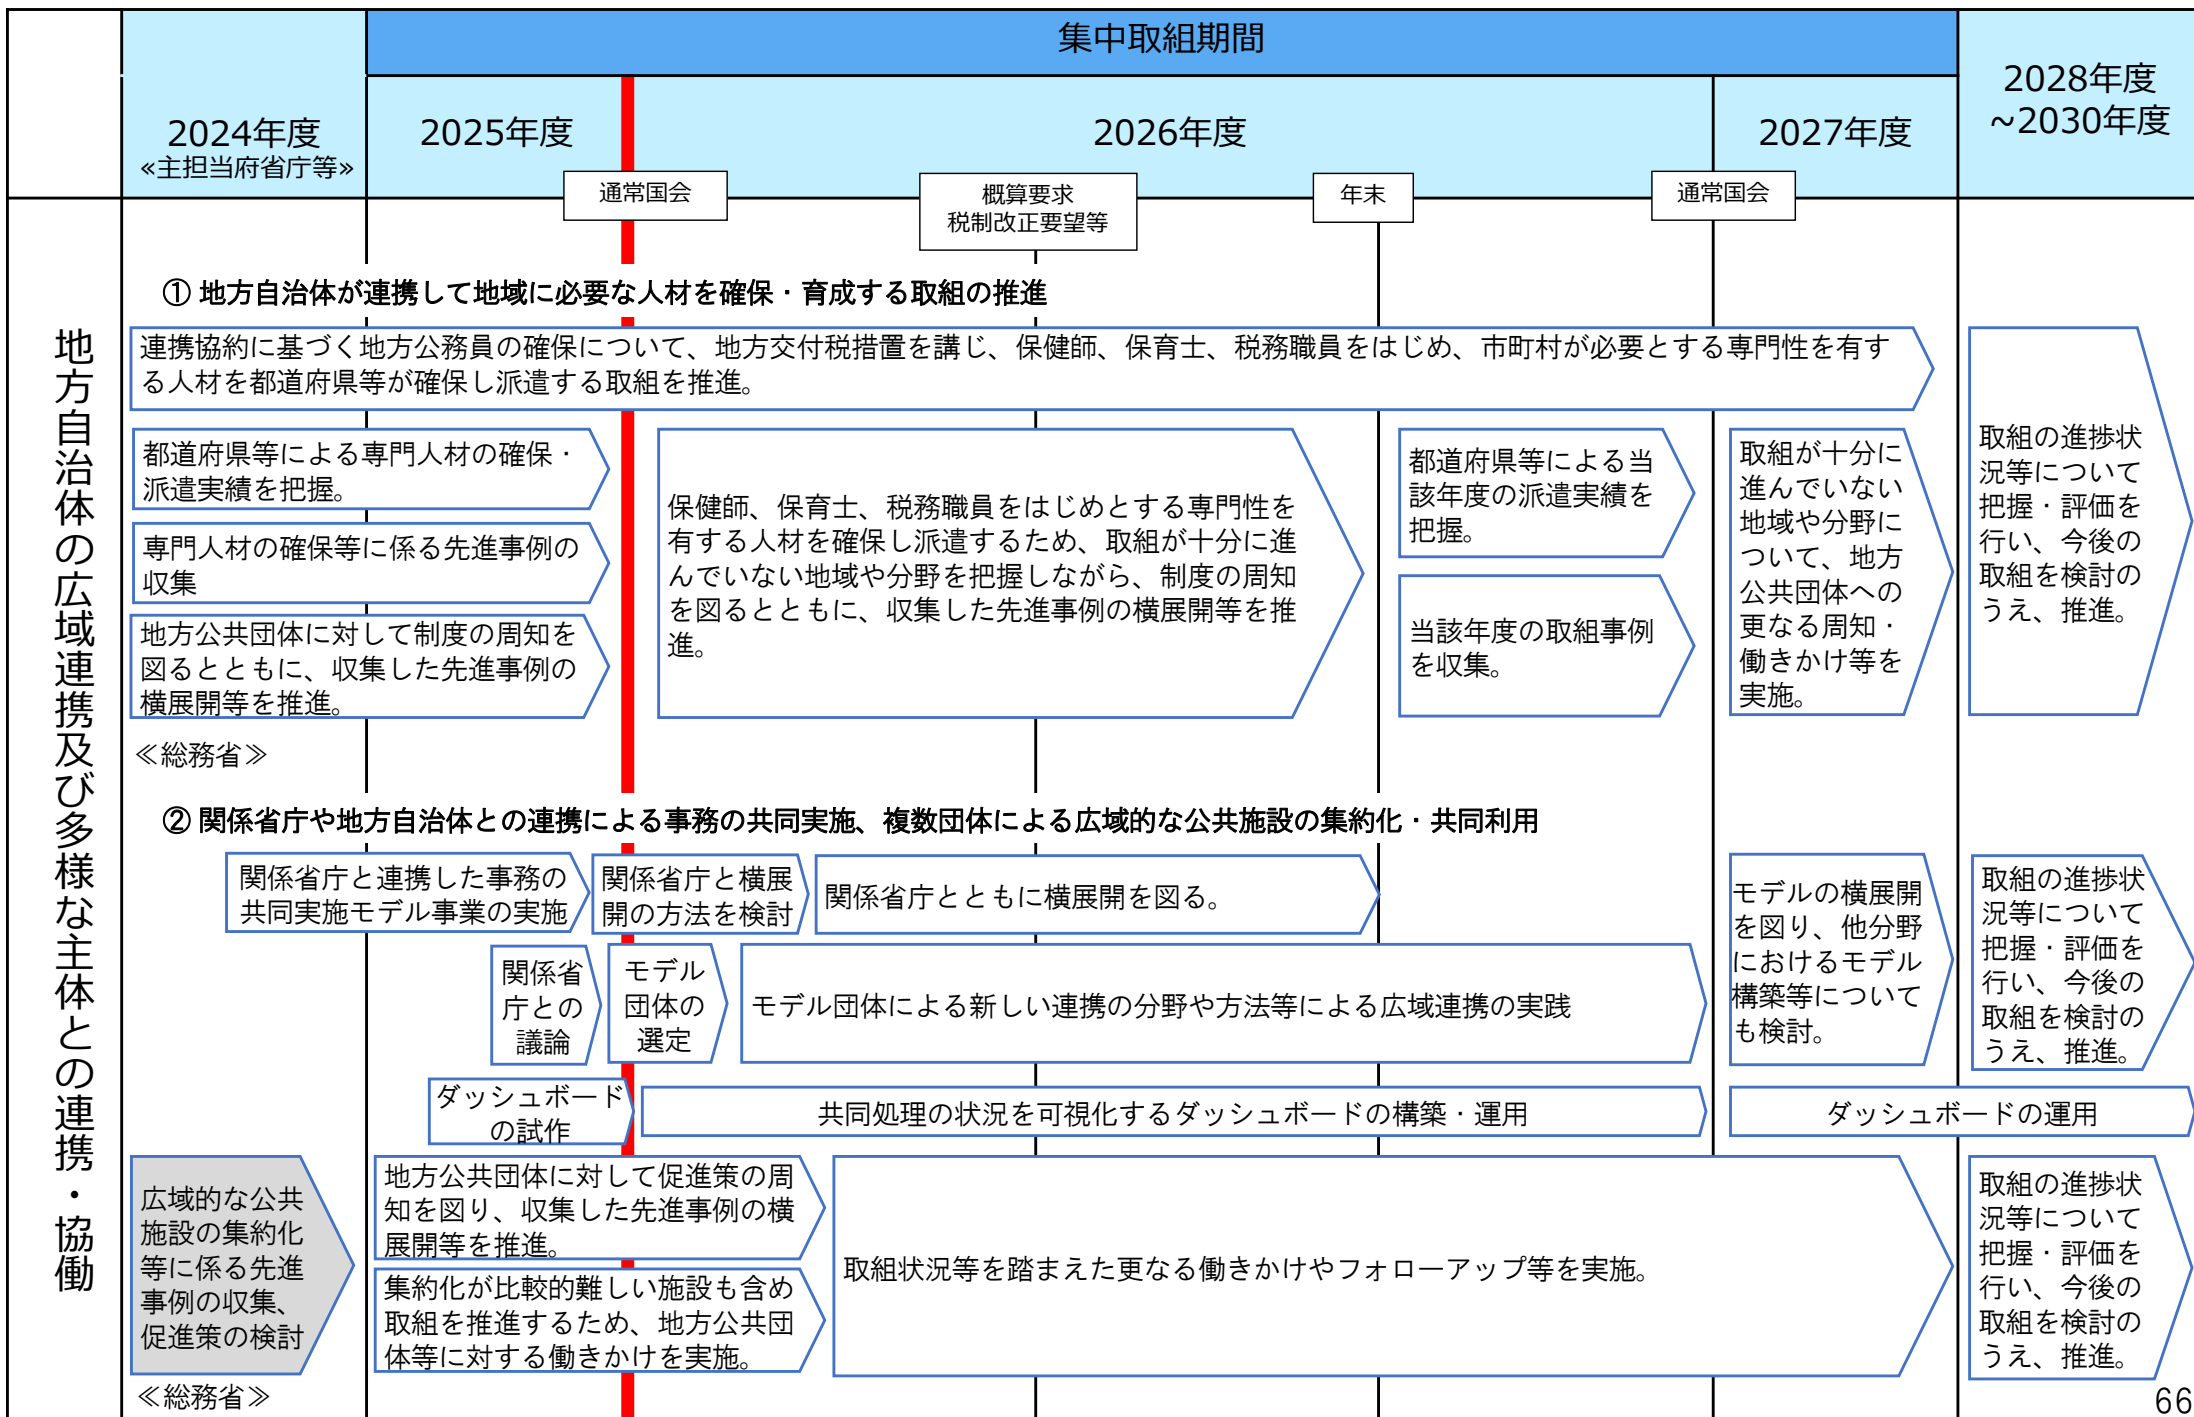 集中取組期間
2024年度
≪主担当府省庁等≫
2025年度
2026年度
2027年度
2028年度
~2030年度
通常国会
概算要求
税制改正要望等
年末
通常国会
地方自治体の広域連携及び多様な主体との連携・協働
① 地方自治体が連携して地域に必要な人材を確保・育成する取組の推進
連携協約に基づく地方公務員の確保について、地方交付税措置を講じ、保健師、保育士、税務職員をはじめ、市町村が必要とする専門性を有す
る人材を都道府県等が確保し派遣する取組を推進。
都道府県等による専門人材の確保・
派遣実績を把握。
専門人材の確保等に係る先進事例の
収集
地方公共団体に対して制度の周知を
図るとともに、収集した先進事例の
横展開等を推進。
保健師、保育士、税務職員をはじめとする専門性を
有する人材を確保し派遣するため、取組が十分に進
んでいない地域や分野を把握しながら、制度の周知
を図るとともに、収集した先進事例の横展開等を推
進。
都道府県等による当
該年度の派遣実績を
把握。
当該年度の取組事例
を収集。
取組が十分に
進んでいない
地域や分野に
ついて、地方
公共団体への
更なる周知・
働きかけ等を
実施。
取組の進捗状
況等について
把握・評価を
行い、今後の
取組を検討の
うえ、推進。
≪総務省≫
② 関係省庁や地方自治体との連携による事務の共同実施、複数団体による広域的な公共施設の集約化・共同利用
関係省庁と連携した事務の
共同実施モデル事業の実施
関係省庁と横展
開の方法を検討
関係省庁とともに横展開を図る。
関係省
庁との
議論
モデル
団体の
選定
モデル団体による新しい連携の分野や方法等による広域連携の実践
モデルの横展開
を図り、他分野
におけるモデル
構築等について
も検討。
取組の進捗状
況等について
把握・評価を
行い、今後の
取組を検討の
うえ、推進。
ダッシュボード
の試作
共同処理の状況を可視化するダッシュボードの構築・運用
ダッシュボードの運用
広域的な公共
施設の集約化
等に係る先進
事例の収集、
促進策の検討
地方公共団体に対して促進策の周
知を図り、収集した先進事例の横
展開等を推進。
集約化が比較的難しい施設も含め
取組を推進するため、地方公共団
体等に対する働きかけを実施。
取組状況等を踏まえた更なる働きかけやフォローアップ等を実施。
取組の進捗状
況等について
把握・評価を
行い、今後の
取組を検討の
うえ、推進。
≪総務省≫
66